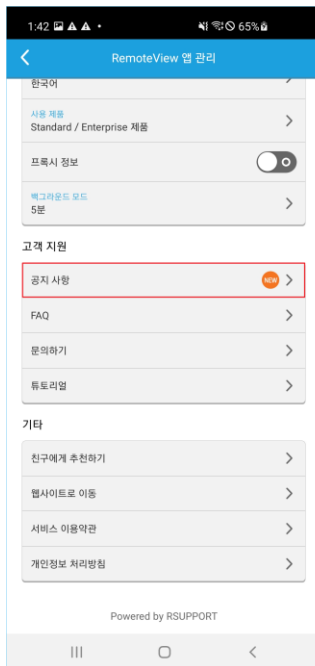 1:42
65%
RemoteView 앱 관리
한국어
사용 제품
Standard / Enterprise 제품
프록시 정보
백그라운드 모드
5분
고객 지원
공지 사항 NEW
FAQ
문의하기
튜토리얼
기타
친구에게 추천하기
웹사이트로 이동
서비스 이용약관
개인정보 처리방침
Powered by RSUPPORT